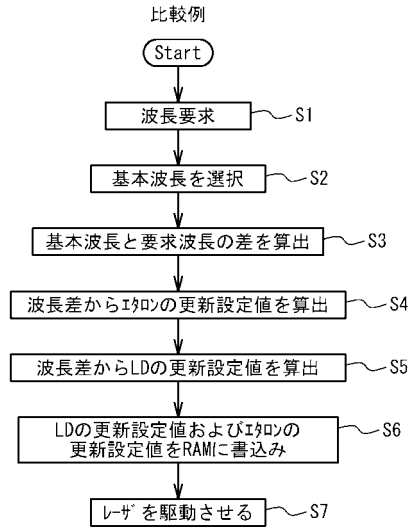 比較例
Start
波長要求
S1
基本波長を選択
S2
基本波長と要求波長の差を算出
S3
波長差からｴﾀﾛﾝの更新設定値を算出
S4
波長差からLDの更新設定値を算出
S5
LDの更新設定値およびｴﾀﾛﾝの
更新設定値をRAMに書込み
S6
ﾚｰｻﾞを駆動させる
S7